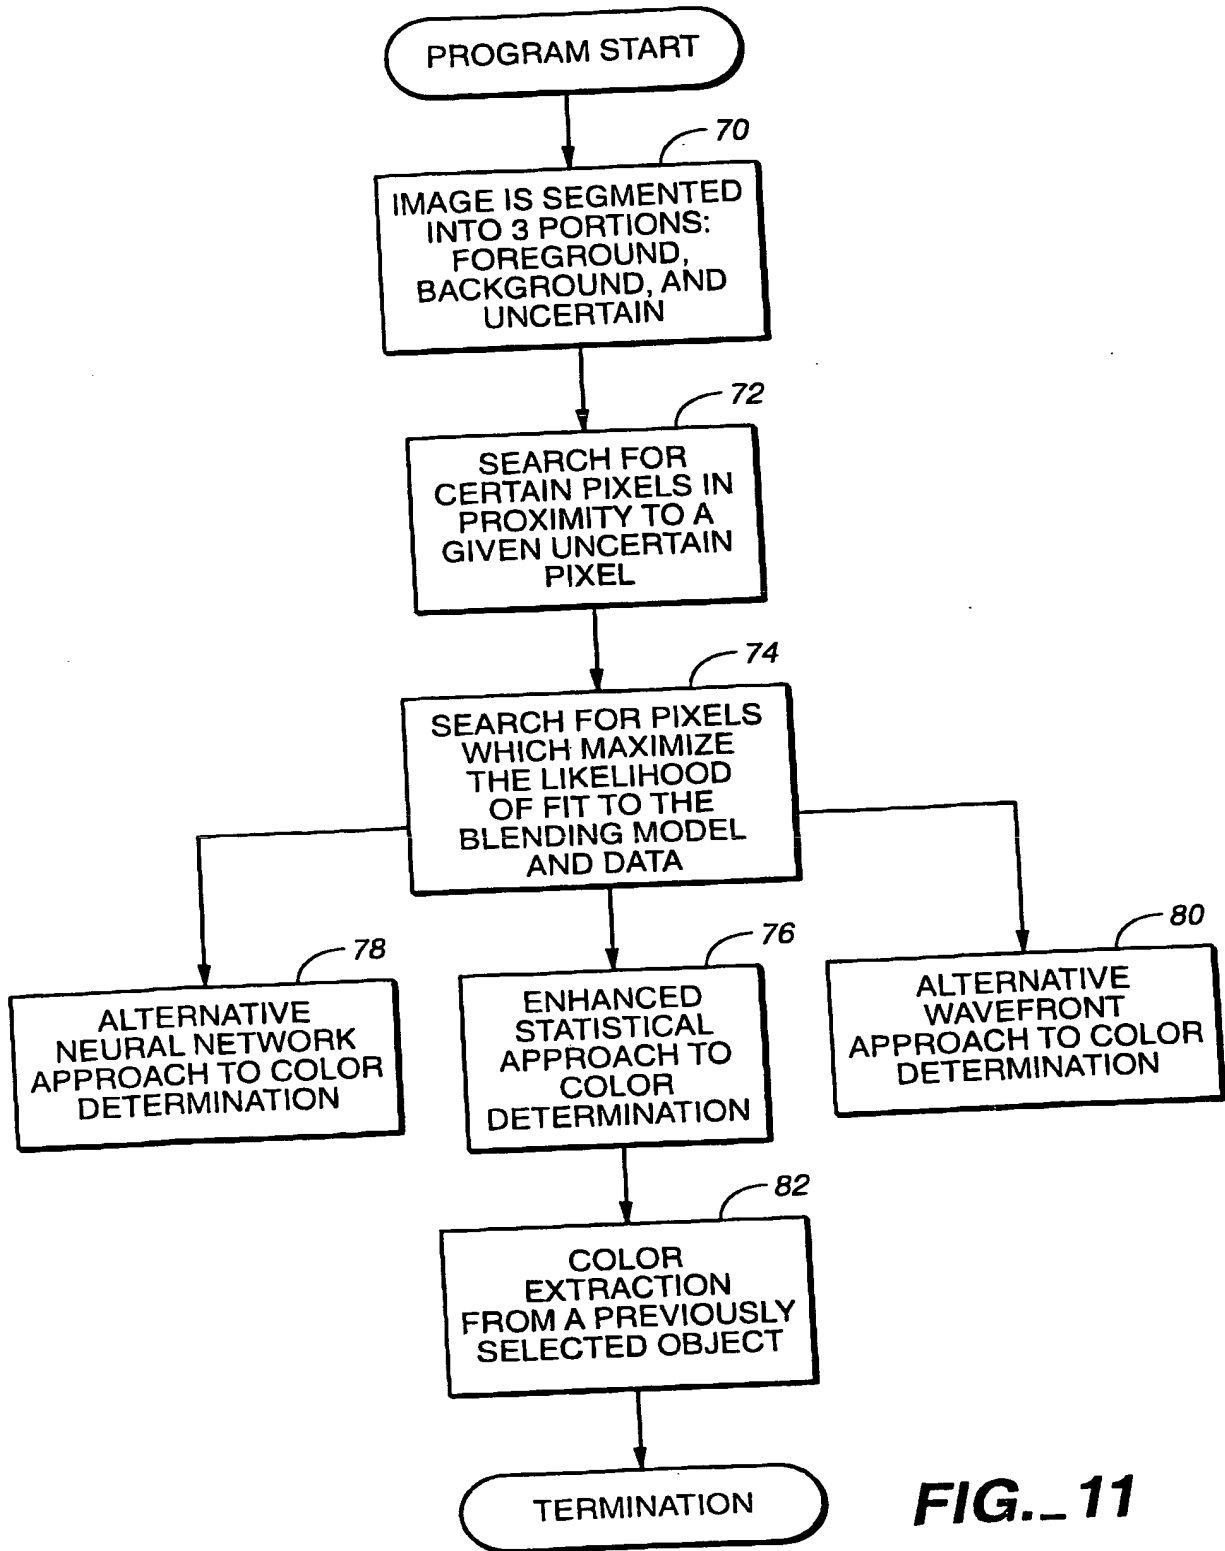 PROGRAM START
70
IMAGE IS SEGMENTED
INTO 3 PORTIONS:
FOREGROUND,
BACKGROUND, AND
UNCERTAIN
72
SEARCH FOR
CERTAIN PIXELS IN
PROXIMITY TO A
GIVEN UNCERTAIN
PIXEL
74
SEARCH FOR PIXELS
WHICH MAXIMIZE
THE LIKELIHOOD
OF FIT TO THE
BLENDING MODEL
AND DATA
78
ALTERNATIVE
NEURAL NETWORK
APPROACH TO COLOR
DETERMINATION
76
ENHANCED
STATISTICAL
APPROACH TO
COLOR
DETERMINATION
80
ALTERNATIVE
WAVEFRONT
APPROACH TO COLOR
DETERMINATION
82
COLOR
EXTRACTION
FROM A PREVIOUSLY
SELECTED OBJECT
TERMINATION
FIG._11